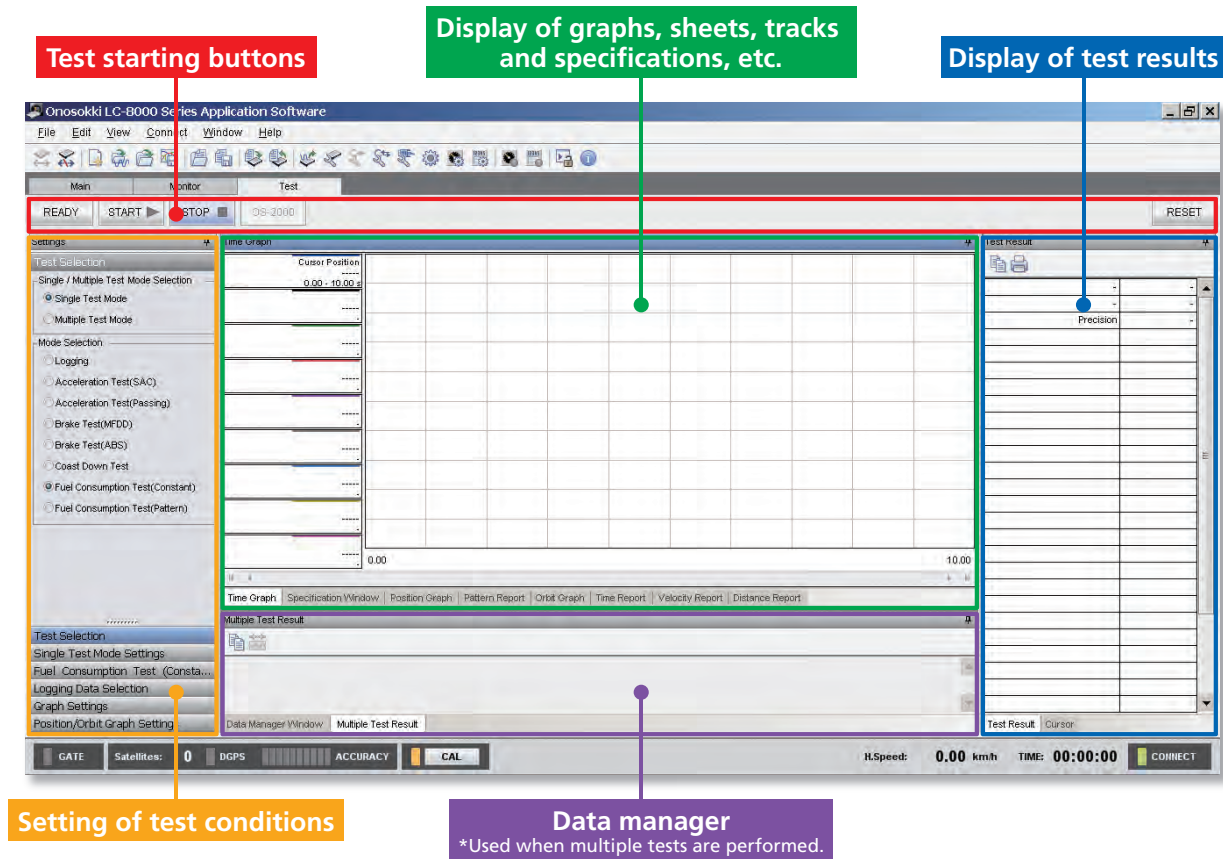 Display of graphs, sheets, tracks
and specifications, etc.
Test starting buttons
Display of test results
Onosokki LC-8000 Series Application Software
File Edit View Connect Window Help
Main Monitor Test
READY START STOP DS-2000 RESET
Settings
Test Selection
Single / Multiple Test Mode Selection
Single Test Mode
Multiple Test Mode
Mode Selection
Logging
Acceleration Test(SAC)
Acceleration Test(Passing)
Brake Test(MFDD)
Brake Test(ABS)
Coast Down Test
Fuel Consumption Test(Constant)
Fuel Consumption Test(Pattern)
Test Selection
Single Test Mode Settings
Fuel Consumption Test (Consta...
Logging Data Selection
Graph Settings
Position/Orbit Graph Setting
Time Graph
Cursor Position
-----
0.00 - 10.00 s
-----
-----
-----
-----
-----
-----
-----
-----
0.00 10.00
Time Graph Specification Window Position Graph Pattern Report Orbit Graph Time Report Velocity Report Distance Report
Multiple Test Result
Data Manager Window Multiple Test Result
Test Result
- -
- -
Precision -
Test Result Cursor
GATE Satellites: 0 DGPS ACCURACY CAL H.Speed: 0.00 km/h TIME: 00:00:00 CONNECT
Setting of test conditions
Data manager
*Used when multiple tests are performed.